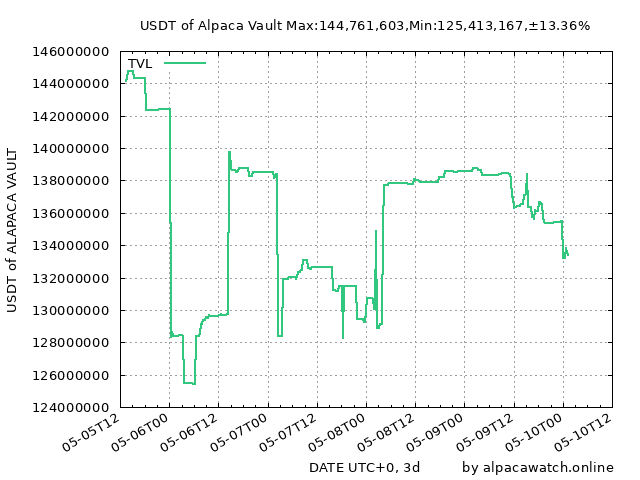 USDT of Alpaca Vault Max:144,761,603,Min:125,413,167,±13.36%
146000000
TVL
144000000
142000000
140000000
138000000
136000000
134000000
132000000
130000000
128000000
126000000
124000000
USDT of ALAPACA VAULT
05-05T12
05-06T00
05-06T12
05-07T00
05-07T12
05-08T00
05-08T12
05-09T00
05-09T12
05-10T00
05-10T12
DATE UTC+0, 3d
by alpacawatch.online